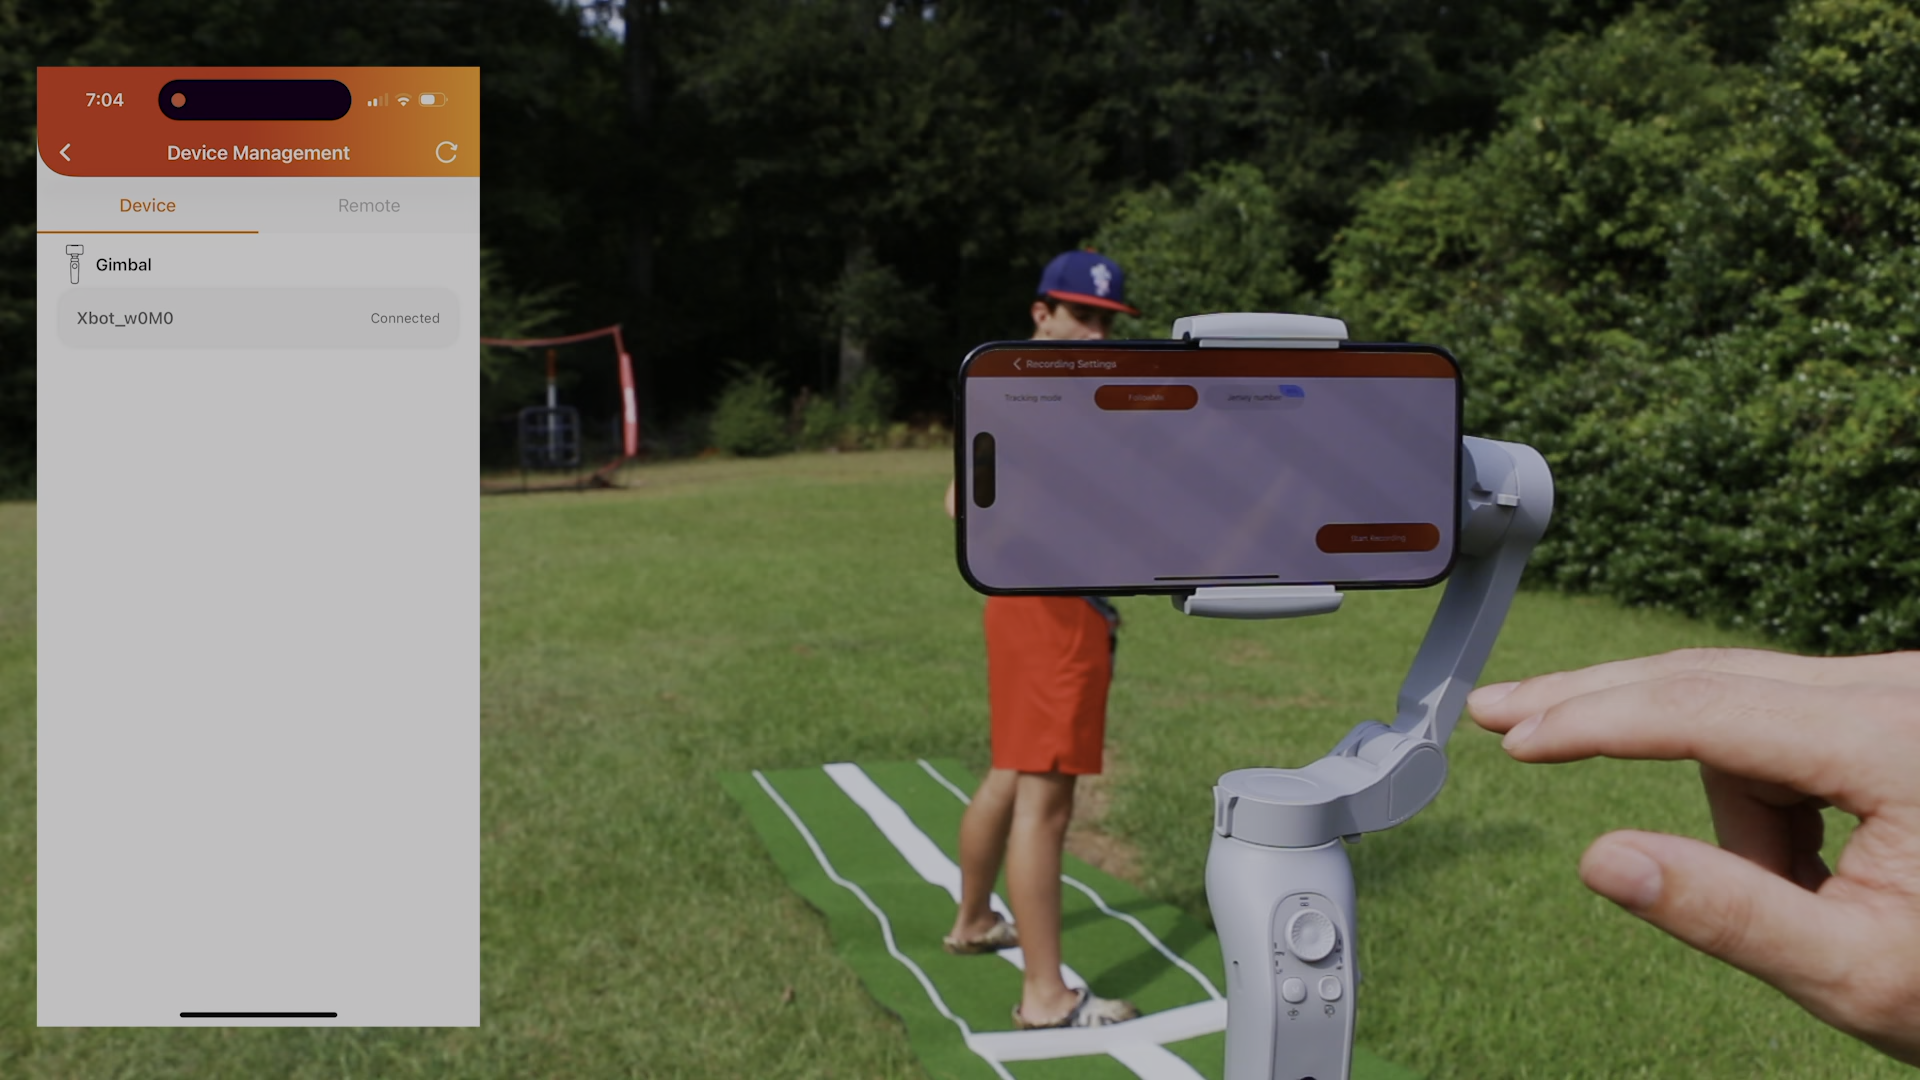 7:04
Device Management
Device Remote
Gimbal
Xbot_w0M0 Connected
Recording Settings
Tracking mode FollowMe Jersey number
Start Recording